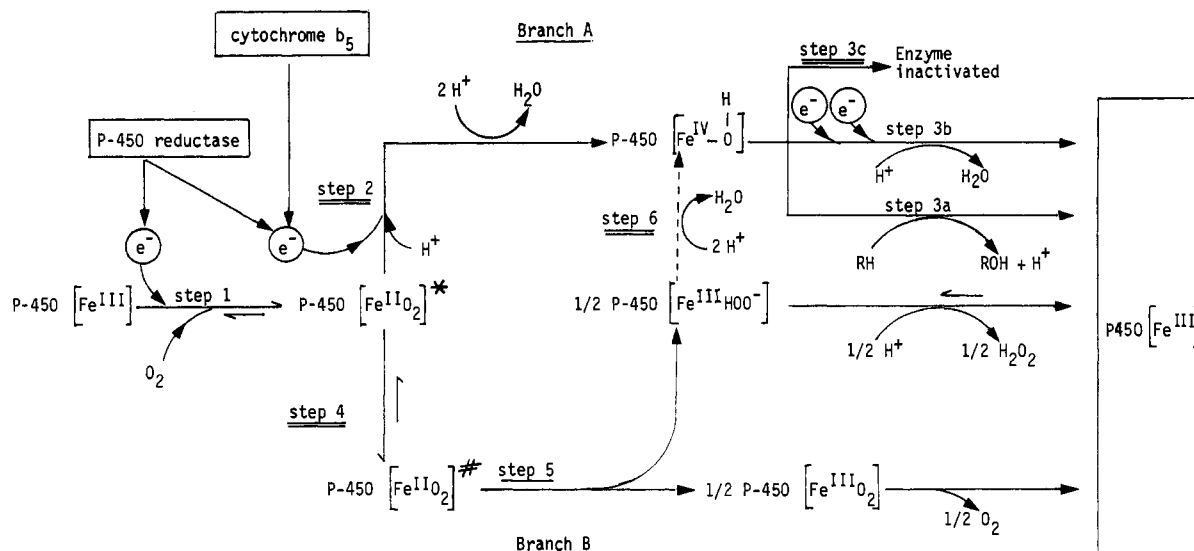 cytochrome b5
Branch A
step 3c
Enzyme
inactivated
2 H+
H2O
e-
e-
P-450 reductase
P-450 [FeIV - O H]
step 3b
step 2
H+
H2O
step 3a
step 6
H2O
2 H+
e-
e-
H+
RH
ROH + H+
P-450 [FeIII]
step 1
P-450 [FeIIO2]*
1/2 P-450 [FeIIIHOO-]
P450 [FeIII
O2
1/2 H+
1/2 H2O2
step 4
P-450 [FeIIO2]#
step 5
1/2 P-450 [FeIIIO2]
1/2 O2
Branch B